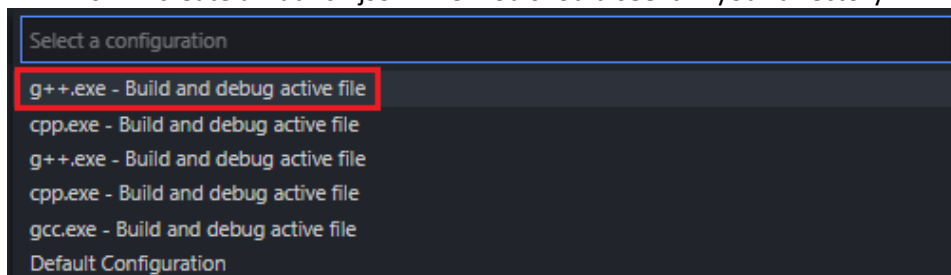 Select a configuration
g++.exe - Build and debug active file
cpp.exe - Build and debug active file
g++.exe - Build and debug active file
cpp.exe - Build and debug active file
gcc.exe - Build and debug active file
Default Configuration